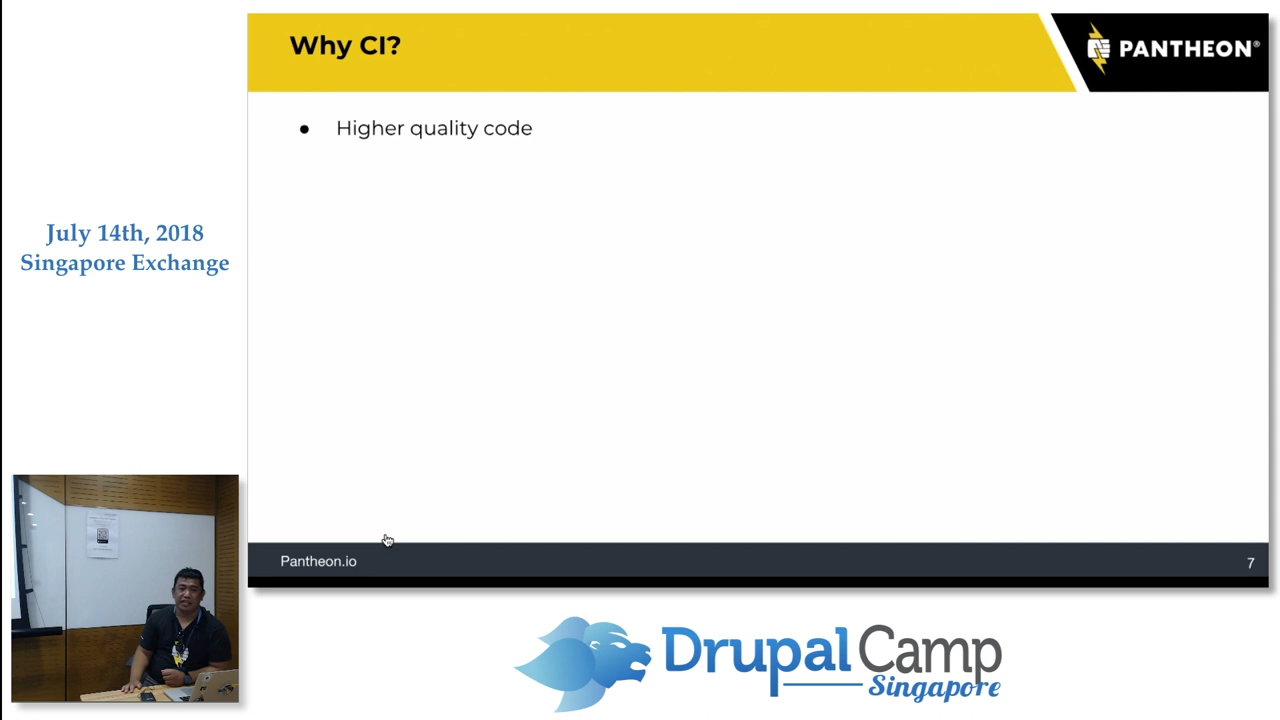 Why CI?
PANTHEON®
● Higher quality code
July 14th, 2018
Singapore Exchange
Pantheon.io
7
DrupalCamp
Singapore